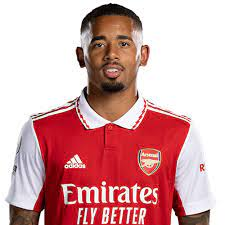 adidas
Arsenal
Emirates
FLY BETTER